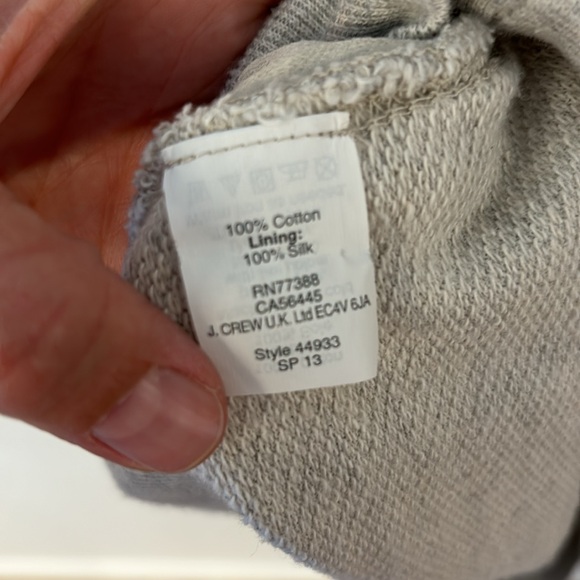 100% Cotton
Lining:
100% Silk
RN77388
CA56445
J. CREW U.K. Ltd EC4V 6JA
Style 44933
SP 13